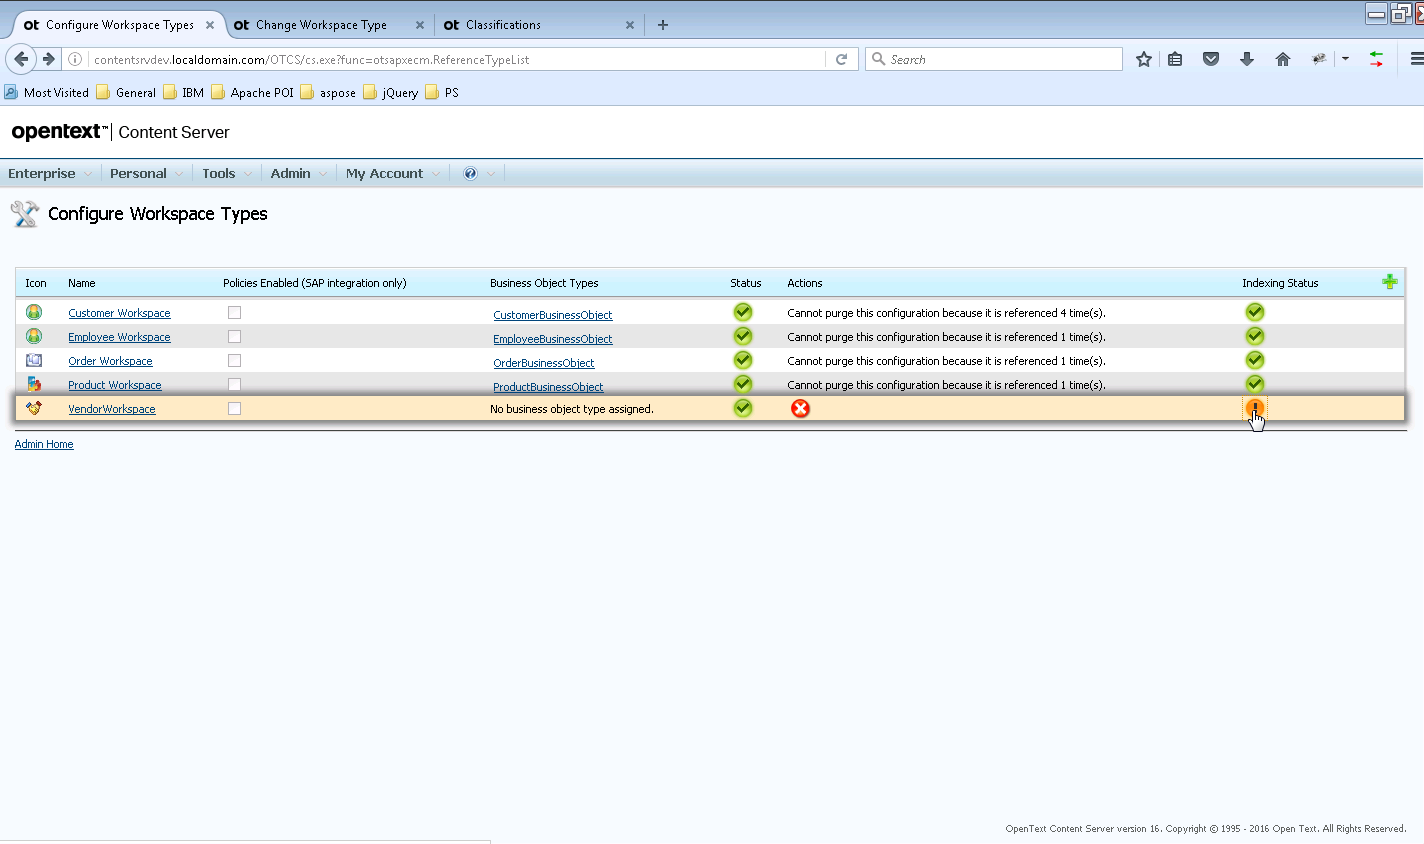 Configure Workspace Types
Change Workspace Type
Classifications
contentsrvdev.localdomain.com/OTCS/cs.exe?func=otsapxecm.ReferenceTypeList
Search
Most Visited General IBM Apache POI aspose jQuery PS
opentext™ | Content Server
Enterprise Personal Tools Admin My Account
Configure Workspace Types
Icon Name Policies Enabled (SAP integration only) Business Object Types Status Actions Indexing Status
Customer Workspace CustomerBusinessObject Cannot purge this configuration because it is referenced 4 time(s).
Employee Workspace EmployeeBusinessObject Cannot purge this configuration because it is referenced 1 time(s).
Order Workspace OrderBusinessObject Cannot purge this configuration because it is referenced 1 time(s).
Product Workspace ProductBusinessObject Cannot purge this configuration because it is referenced 1 time(s).
VendorWorkspace No business object type assigned.
Admin Home
OpenText Content Server version 16. Copyright © 1995 - 2016 Open Text. All Rights Reserved.